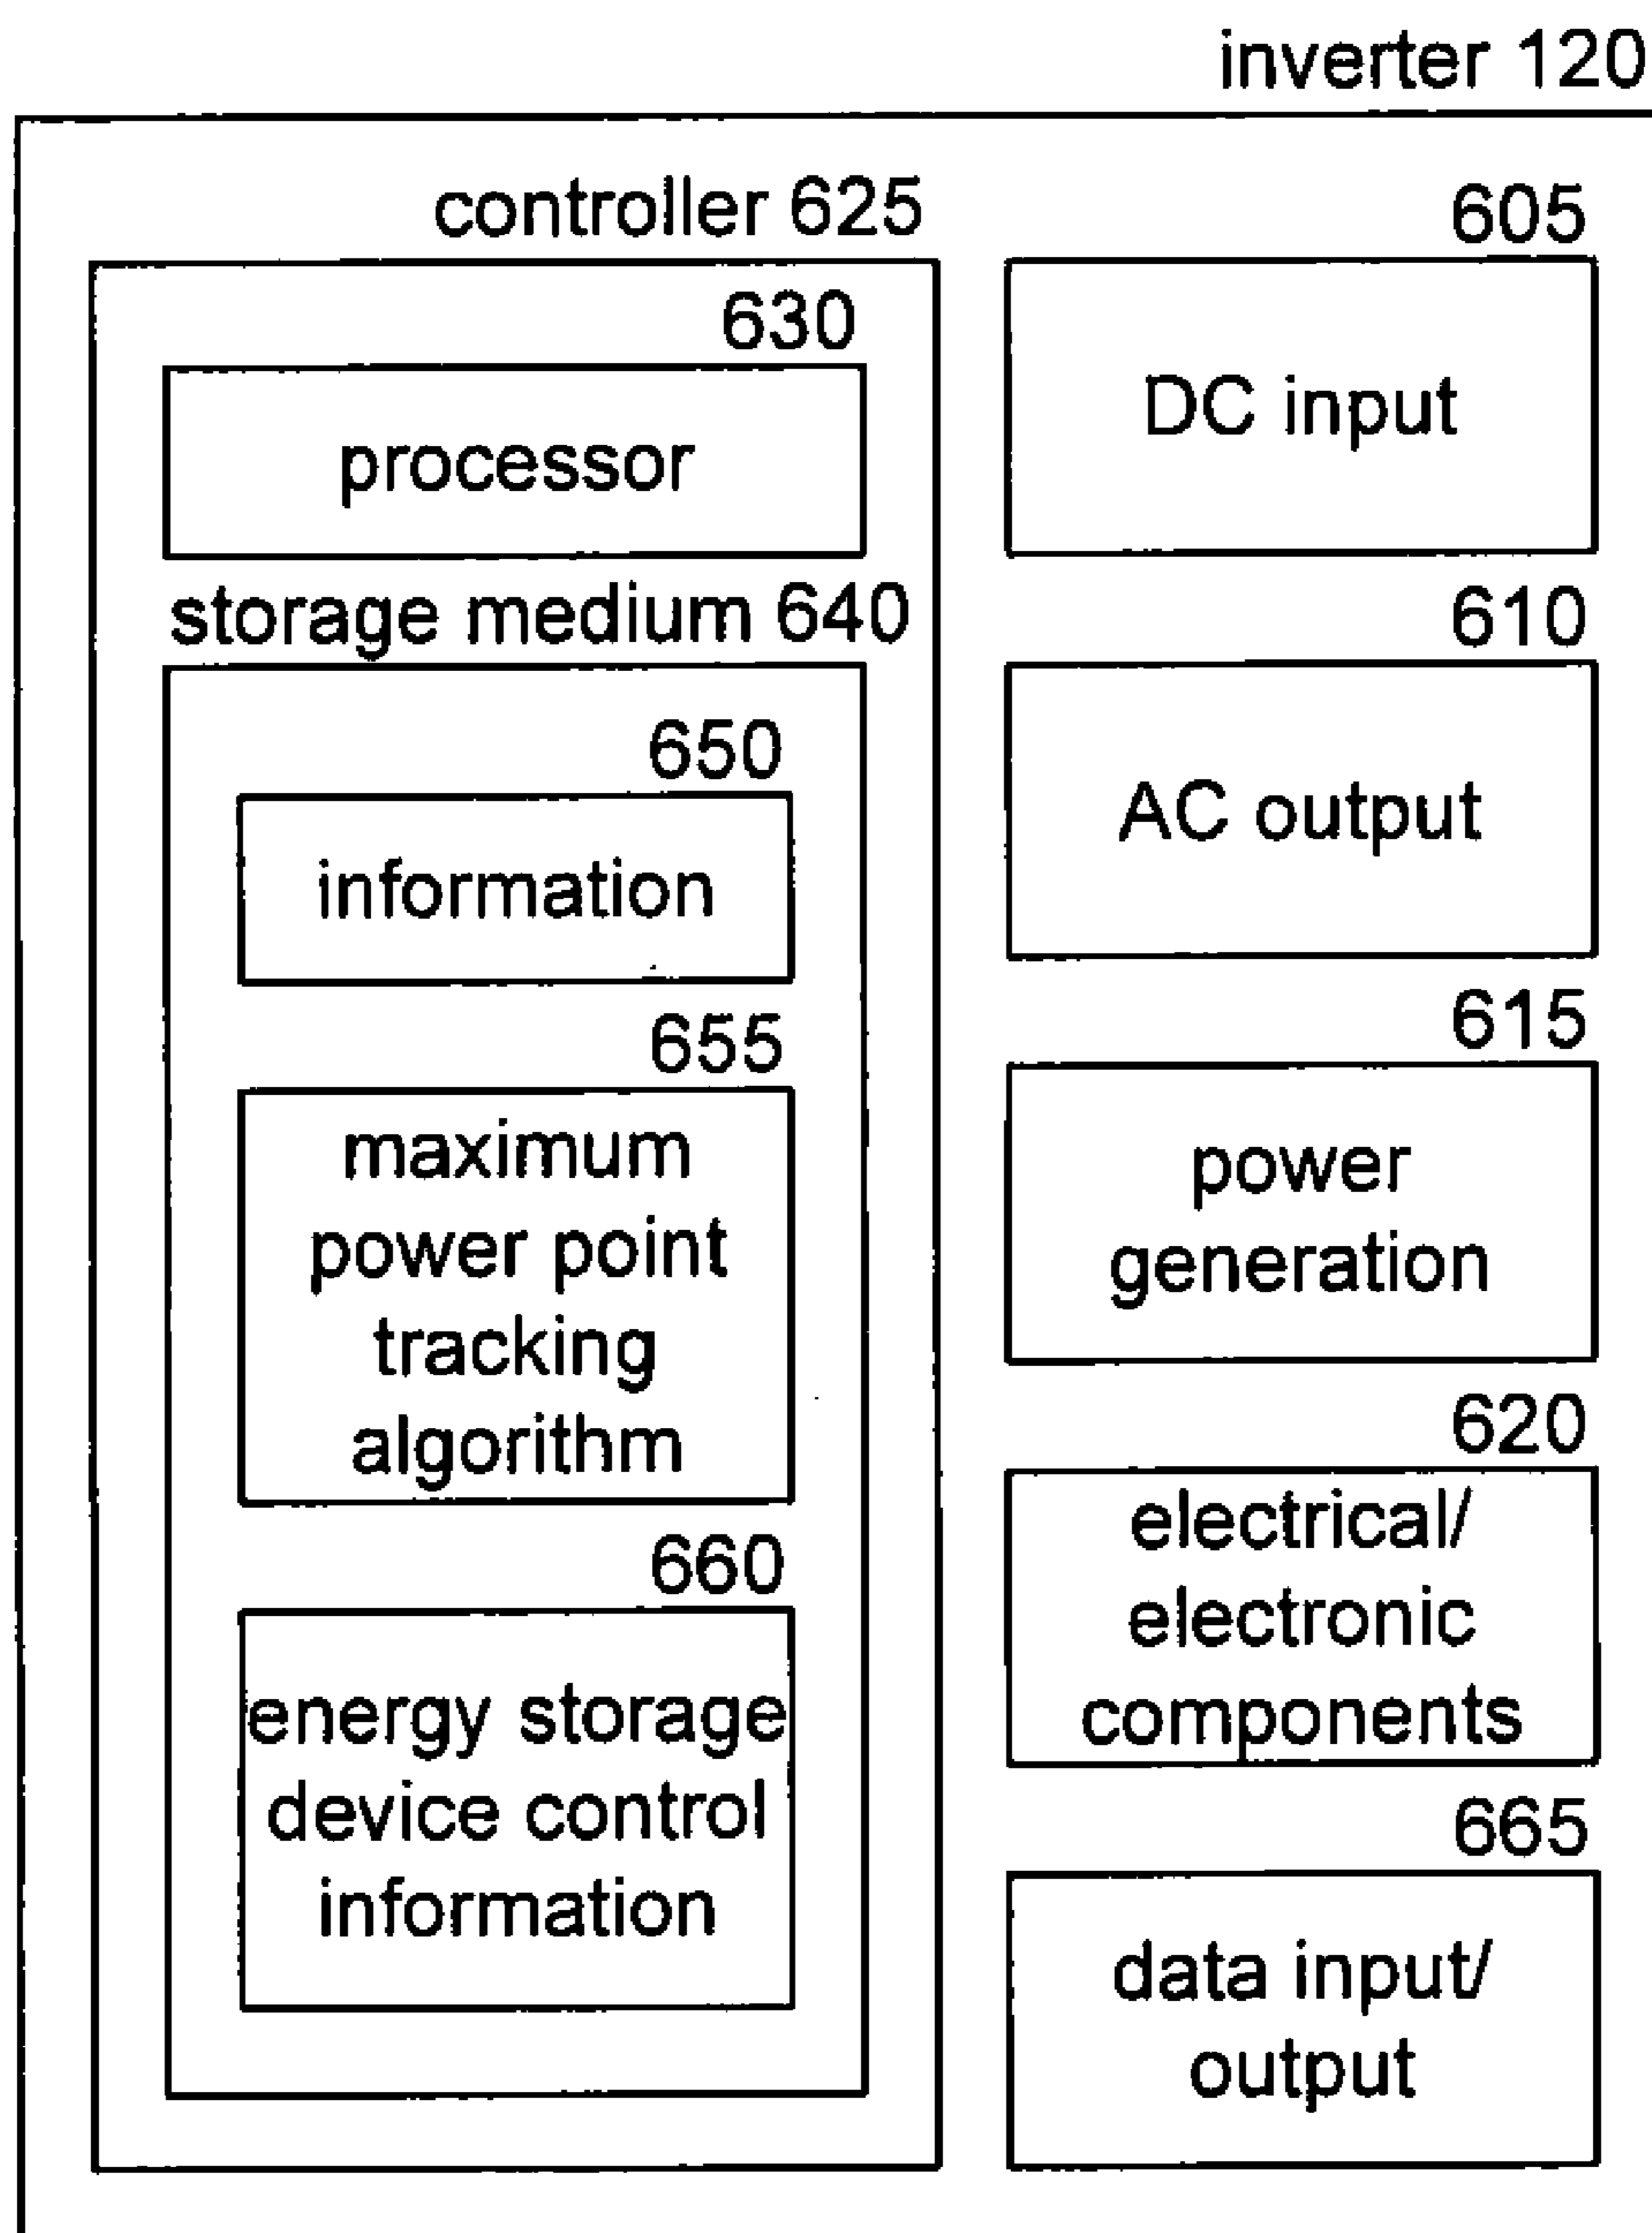 inverter 120
controller 625
630
processor
storage medium 640
650
information
655
maximum
power point
tracking
algorithm
660
energy storage
device control
information
605
DC input
610
AC output
615
power
generation
620
electrical/
electronic
components
665
data input/
output